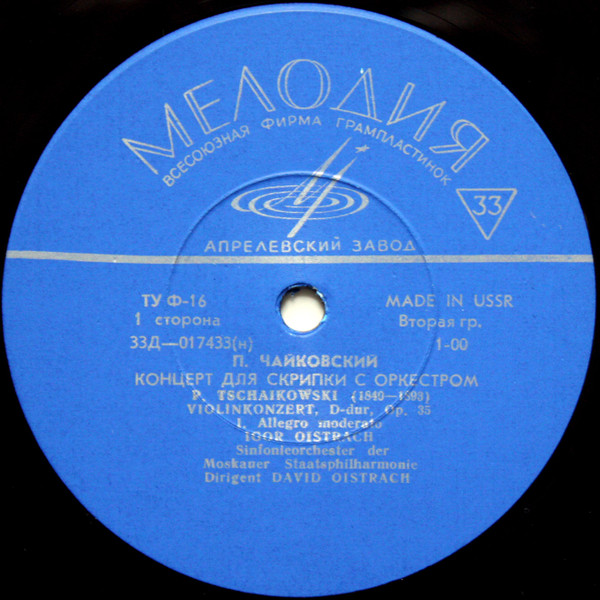 МЕЛОДИЯ
ВСЕСОЮЗНАЯ ФИРМА ГРАМПЛАСТИНОК
33
АПРЕЛЕВСКИЙ ЗАВОД
ТУ Ф-16
MADE IN USSR
1 сторона
Вторая гр.
33Д—017433(н)
1-00
П. ЧАЙКОВСКИЙ
КОНЦЕРТ ДЛЯ СКРИПКИ С ОРКЕСТРОМ
P. TSCHAIKOWSKI (1840—1893)
VIOLINKONZERT, D-dur, Op. 35
1. Allegro moderato
IGOR OISTRACH
Sinfonieorchester der
Moskauer Staatsphilharmonie
Dirigent DAVID OISTRACH